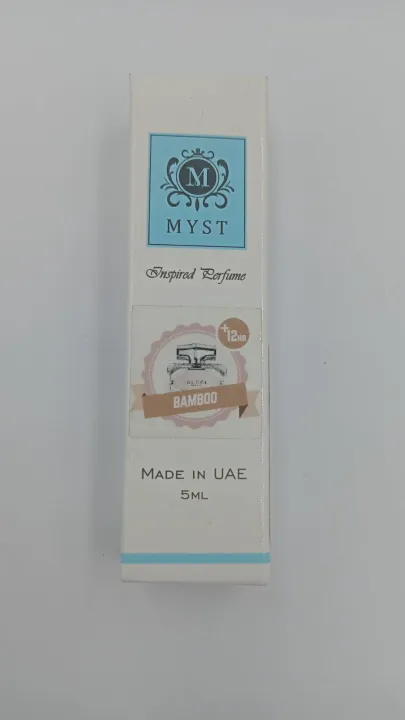 M
MYST
Inspired Perfume
+12HR
BAMBOO
MADE IN UAE
5ML